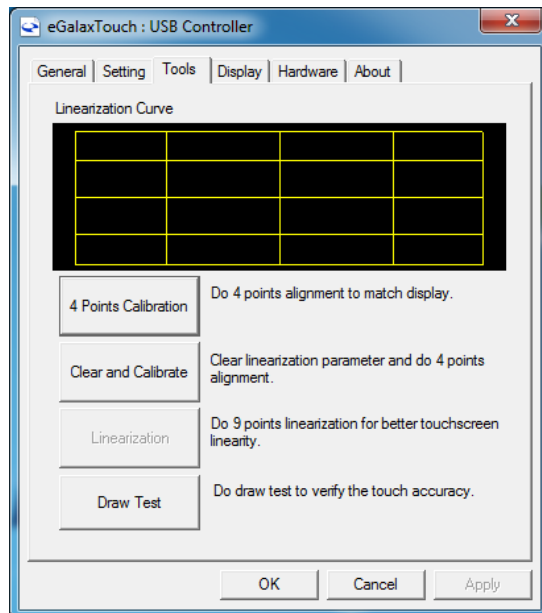 eGalaxTouch : USB Controller
General Setting Tools Display Hardware About
Linearization Curve
4 Points Calibration
Do 4 points alignment to match display.
Clear and Calibrate
Clear linearization parameter and do 4 points
alignment.
Linearization
Do 9 points linearization for better touchscreen
linearity.
Draw Test
Do draw test to verify the touch accuracy.
OK Cancel Apply